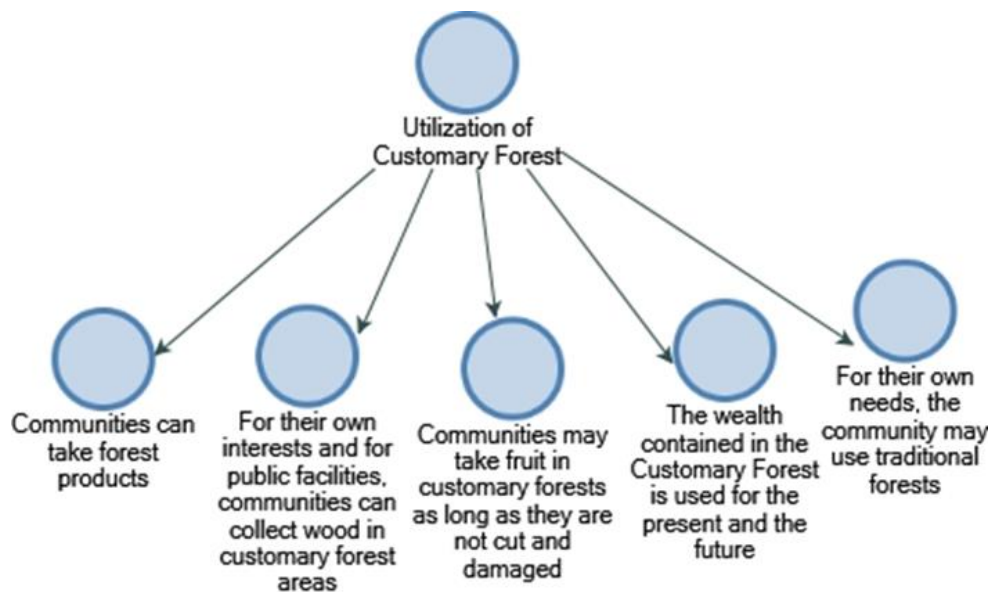 Utilization of
Customary Forest
Communities can
take forest
products
For their own
interests and for
public facilities,
communities can
collect wood in
customary forest
areas
Communities may
take fruit in
customary forests
as long as they are
not cut and
damaged
The wealth
contained in the
Customary Forest
is used for the
present and the
future
For their own
needs, the
community may
use traditional
forests